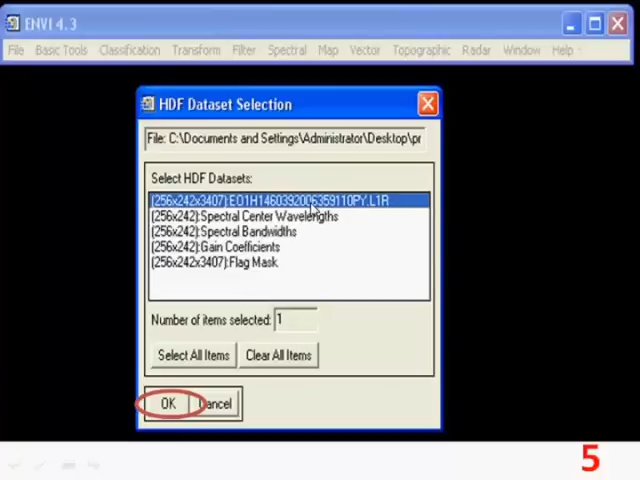 ENVI 4.3
File Basic Tools Classification Transform Filter Spectral Map Vector Topographic Radar Window Help
HDF Dataset Selection
File: C:\Documents and Settings\Administrator\Desktop\pr
Select HDF Datasets:
(256x242x3407):EO1H1460392006359110PY.L1R
(256x242):Spectral Center Wavelengths
(256x242):Spectral Bandwidths
(256x242):Gain Coefficients
(256x242x3407):Flag Mask
Number of items selected: 1
Select All Items Clear All Items
OK Cancel
5